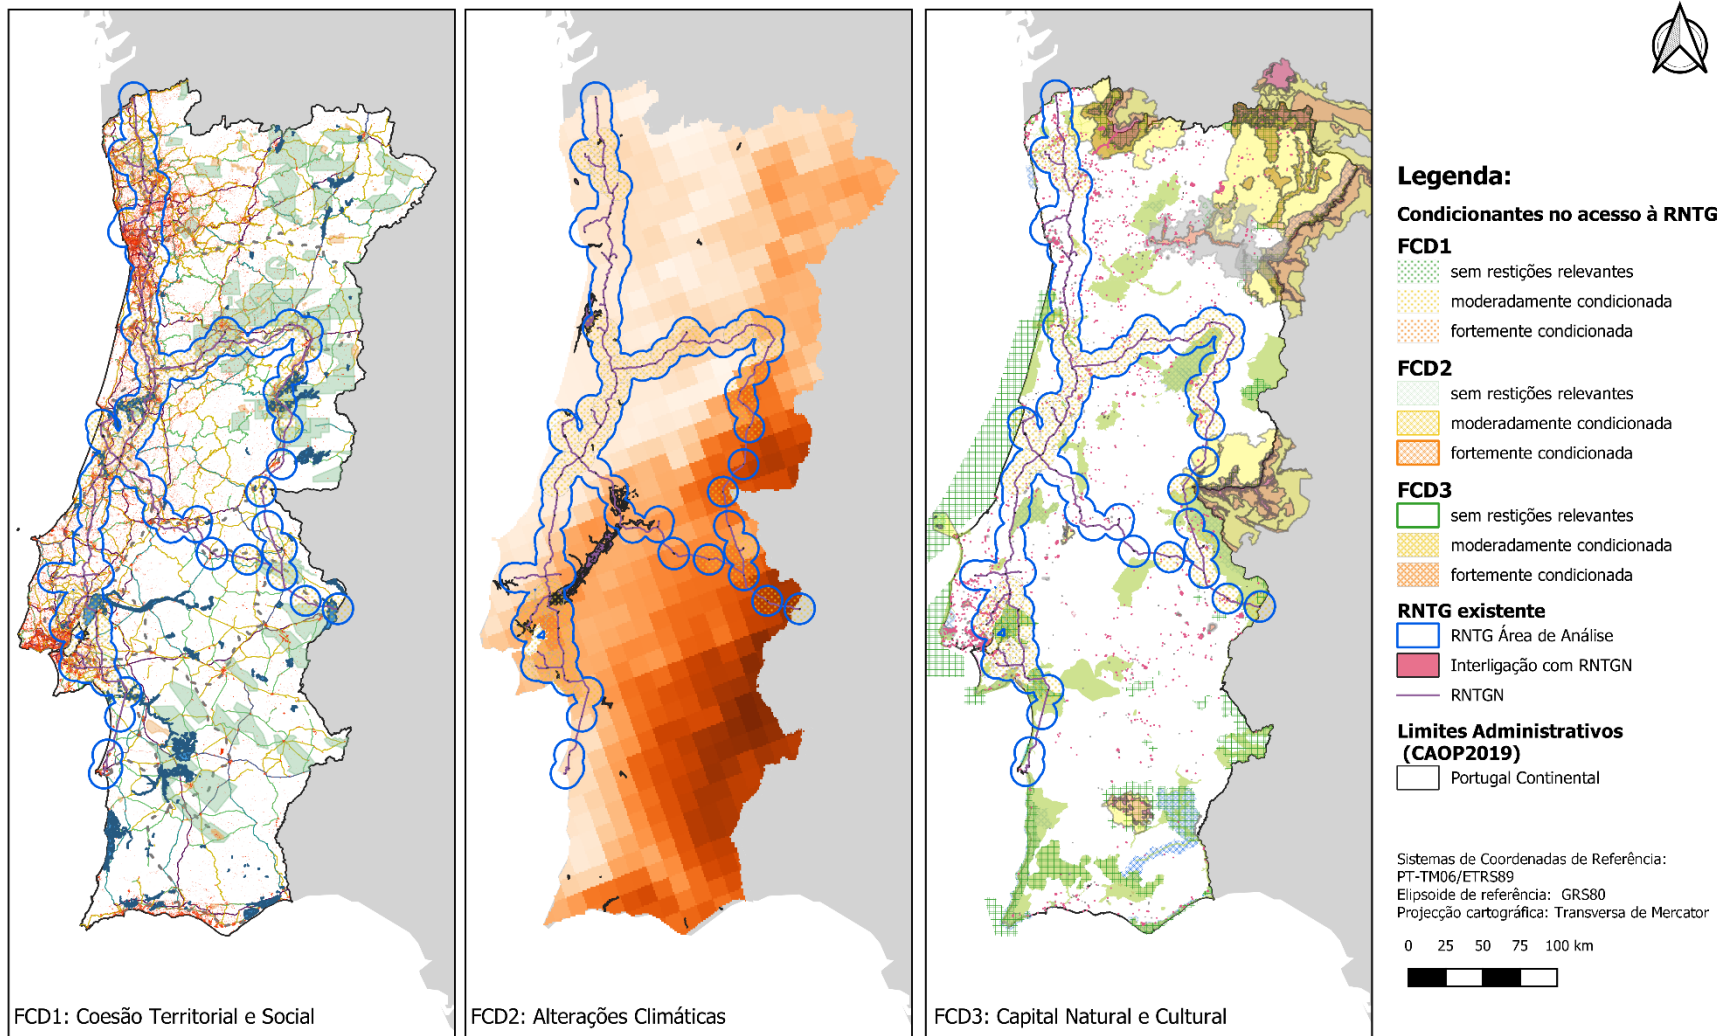 FCD1: Coesão Territorial e Social
FCD2: Alterações Climáticas
FCD3: Capital Natural e Cultural
Legenda:
Condicionantes no acesso à RNTG
FCD1
sem restições relevantes
moderadamente condicionada
fortemente condicionada
FCD2
sem restições relevantes
moderadamente condicionada
fortemente condicionada
FCD3
sem restições relevantes
moderadamente condicionada
fortemente condicionada
RNTG existente
RNTG Área de Análise
Interligação com RNTGN
RNTGN
Limites Administrativos
(CAOP2019)
Portugal Continental
Sistemas de Coordenadas de Referência:
PT-TM06/ETRS89
Elipsoide de referência: GRS80
Projecção cartográfica: Transversa de Mercator
0 25 50 75 100 km